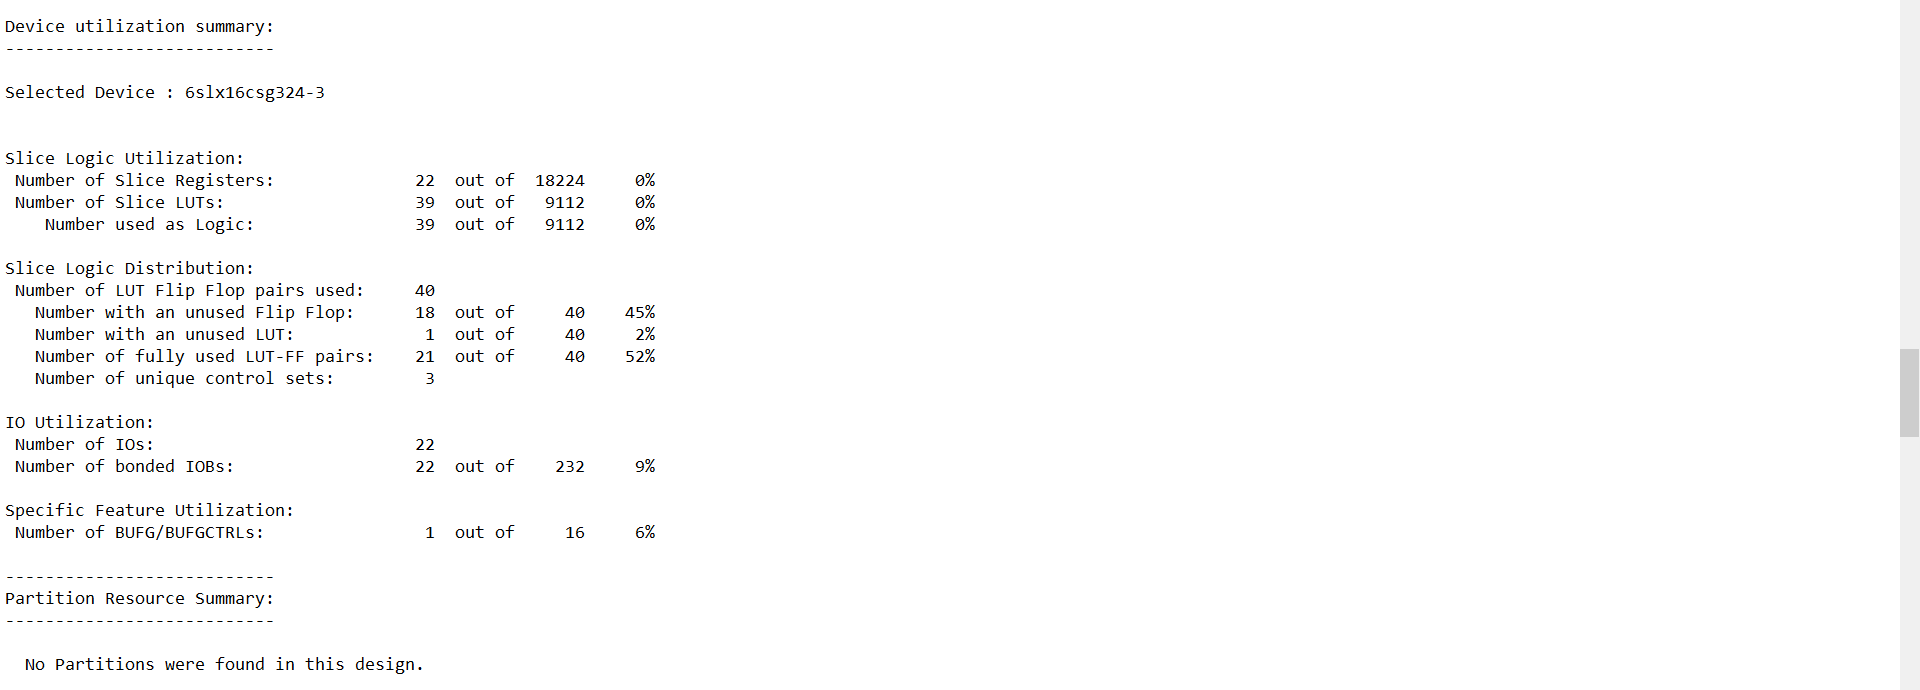 Device utilization summary:
---------------------------
Selected Device : 6slx16csg324-3
Slice Logic Utilization:
 Number of Slice Registers:              22  out of  18224     0%
 Number of Slice LUTs:                   39  out of   9112     0%
    Number used as Logic:                39  out of   9112     0%
Slice Logic Distribution:
 Number of LUT Flip Flop pairs used:     40
   Number with an unused Flip Flop:      18  out of     40    45%
   Number with an unused LUT:             1  out of     40     2%
   Number of fully used LUT-FF pairs:    21  out of     40    52%
   Number of unique control sets:         3
IO Utilization:
 Number of IOs:                          22
 Number of bonded IOBs:                  22  out of    232     9%
Specific Feature Utilization:
 Number of BUFG/BUFGCTRLs:                1  out of     16     6%
---------------------------
Partition Resource Summary:
---------------------------
  No Partitions were found in this design.